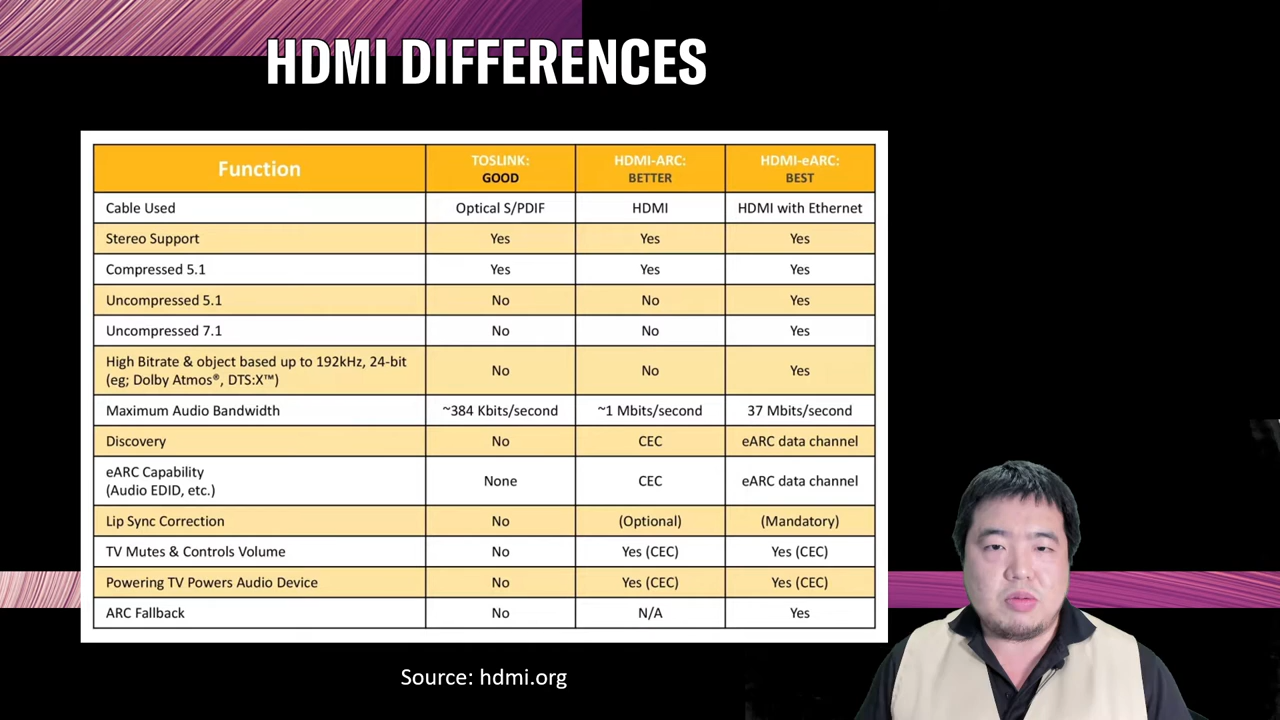 HDMI DIFFERENCES
Function TOSLINK: GOOD HDMI-ARC: BETTER HDMI-eARC: BEST
Cable Used Optical S/PDIF HDMI HDMI with Ethernet
Stereo Support Yes Yes Yes
Compressed 5.1 Yes Yes Yes
Uncompressed 5.1 No No Yes
Uncompressed 7.1 No No Yes
High Bitrate & object based up to 192kHz, 24-bit
(eg; Dolby Atmos®, DTS:X™) No No Yes
Maximum Audio Bandwidth ~384 Kbits/second ~1 Mbits/second 37 Mbits/second
Discovery No CEC eARC data channel
eARC Capability
(Audio EDID, etc.) None CEC eARC data channel
Lip Sync Correction No (Optional) (Mandatory)
TV Mutes & Controls Volume No Yes (CEC) Yes (CEC)
Powering TV Powers Audio Device No Yes (CEC) Yes (CEC)
ARC Fallback No N/A Yes
Source: hdmi.org